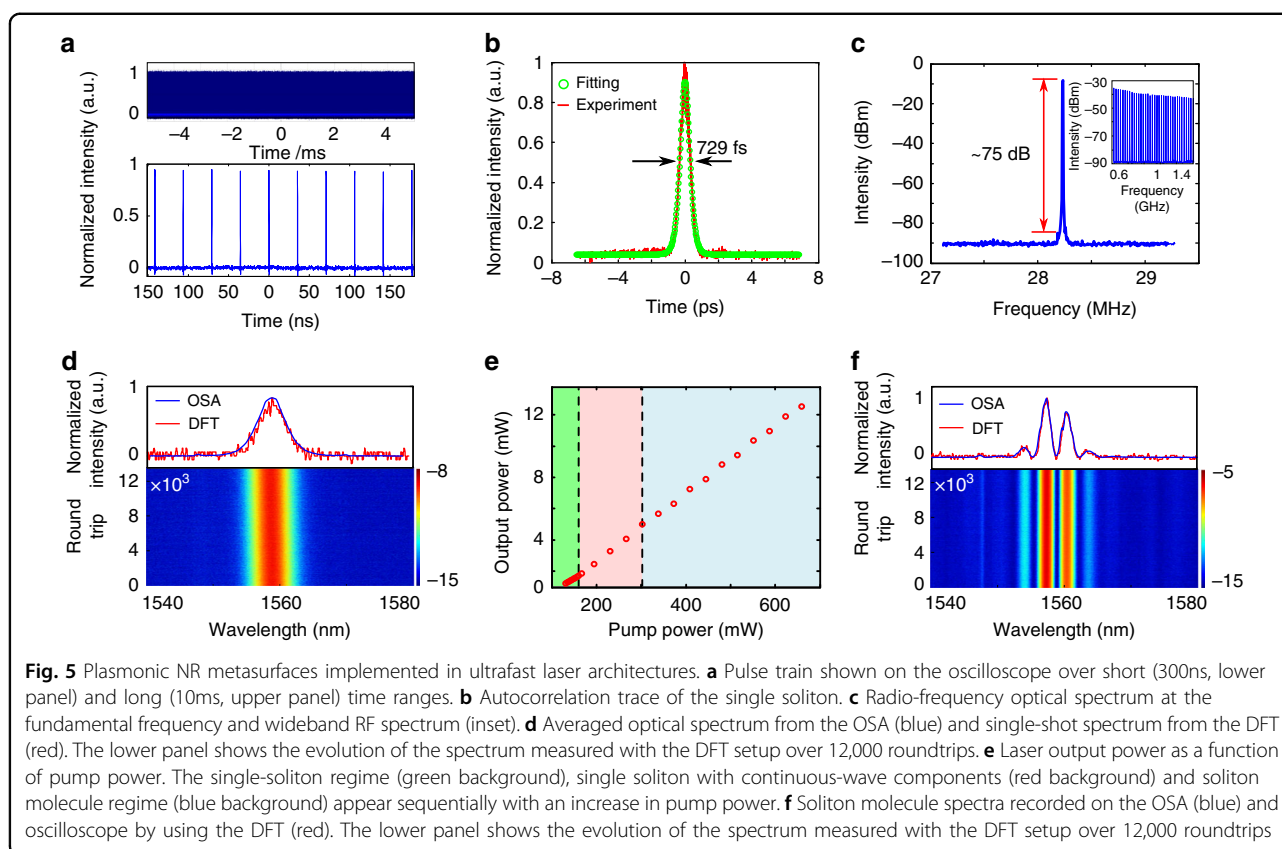 a
Normalized intensity (a.u.)
1
0
−4
−2
0
2
4
Time /ms
1
0.5
0
150
100
50
0
50
100
150
Time (ns)
b
Normalized intensity (a.u.)
1
0.8
0.6
0.4
0.2
0
Fitting
Experiment
729 fs
−8
−4
0
4
8
Time (ps)
c
Intensity (dBm)
0
−20
−40
−60
−80
−100
~75 dB
27
28
29
Frequency (MHz)
Intensity (dBm)
−30
−50
−70
−90
0.6
1
1.4
Frequency
(GHz)
d
Normalized
intensity (a.u.)
1
0
OSA
DFT
Round
trip
×10³
12
8
4
0
−8
−15
1540
1560
1580
Wavelength (nm)
e
Output power (mW)
12
8
4
0
200
400
600
Pump power (mW)
f
Normalized
intensity (a.u.)
1
0
OSA
DFT
Round
trip
×10³
12
8
4
0
−5
−15
1540
1560
1580
Wavelength (nm)
Fig. 5 Plasmonic NR metasurfaces implemented in ultrafast laser architectures. a Pulse train shown on the oscilloscope over short (300ns, lower
panel) and long (10ms, upper panel) time ranges. b Autocorrelation trace of the single soliton. c Radio-frequency optical spectrum at the
fundamental frequency and wideband RF spectrum (inset). d Averaged optical spectrum from the OSA (blue) and single-shot spectrum from the DFT
(red). The lower panel shows the evolution of the spectrum measured with the DFT setup over 12,000 roundtrips. e Laser output power as a function
of pump power. The single-soliton regime (green background), single soliton with continuous-wave components (red background) and soliton
molecule regime (blue background) appear sequentially with an increase in pump power. f Soliton molecule spectra recorded on the OSA (blue) and
oscilloscope by using the DFT (red). The lower panel shows the evolution of the spectrum measured with the DFT setup over 12,000 roundtrips